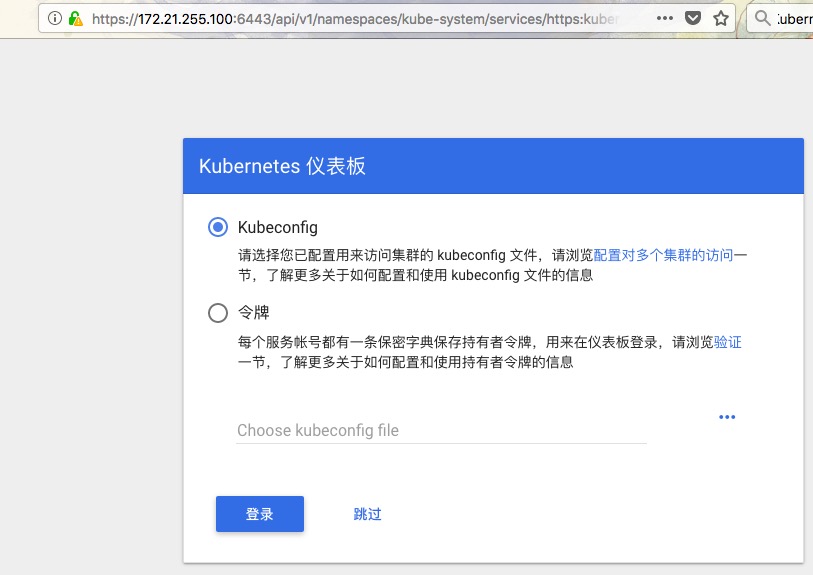 https://172.21.255.100:6443/api/v1/namespaces/kube-system/services/https:kuber
Kubernetes 仪表板
Kubeconfig
请选择您已配置用来访问集群的 kubeconfig 文件，请浏览配置对多个集群的访问一
节，了解更多关于如何配置和使用 kubeconfig 文件的信息
令牌
每个服务帐号都有一条保密字典保存持有者令牌，用来在仪表板登录，请浏览验证
一节，了解更多关于如何配置和使用持有者令牌的信息
Choose kubeconfig file
登录 跳过